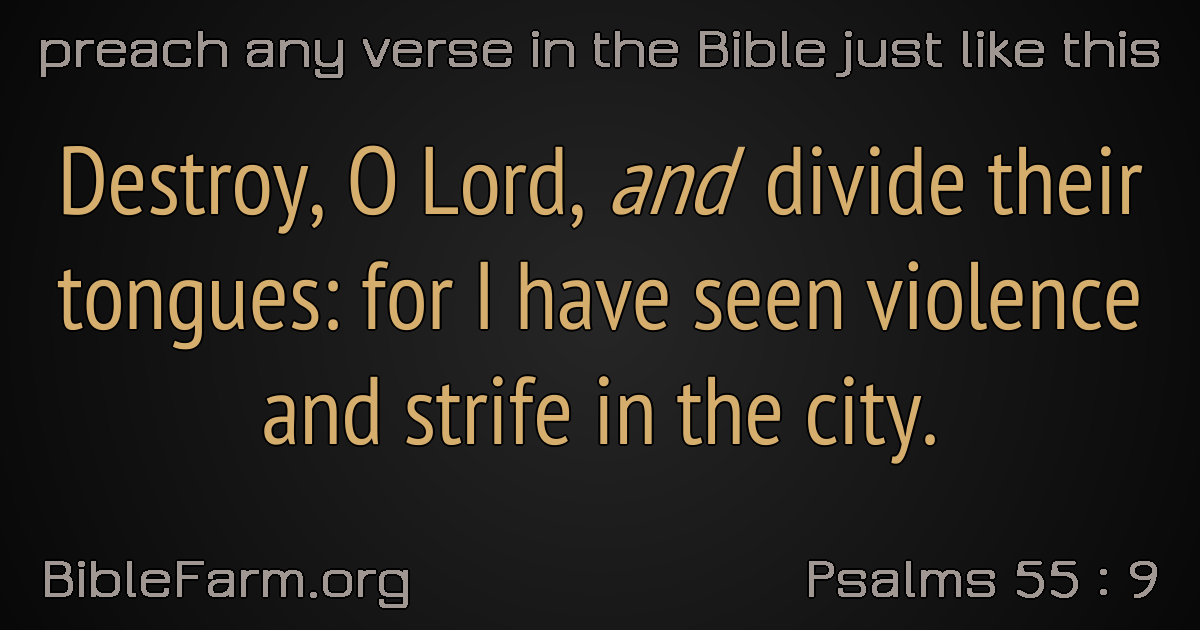 preach any verse in the Bible just like this
Destroy, O Lord, and divide their
tongues: for I have seen violence
and strife in the city.
BibleFarm.org
Psalms 55 : 9